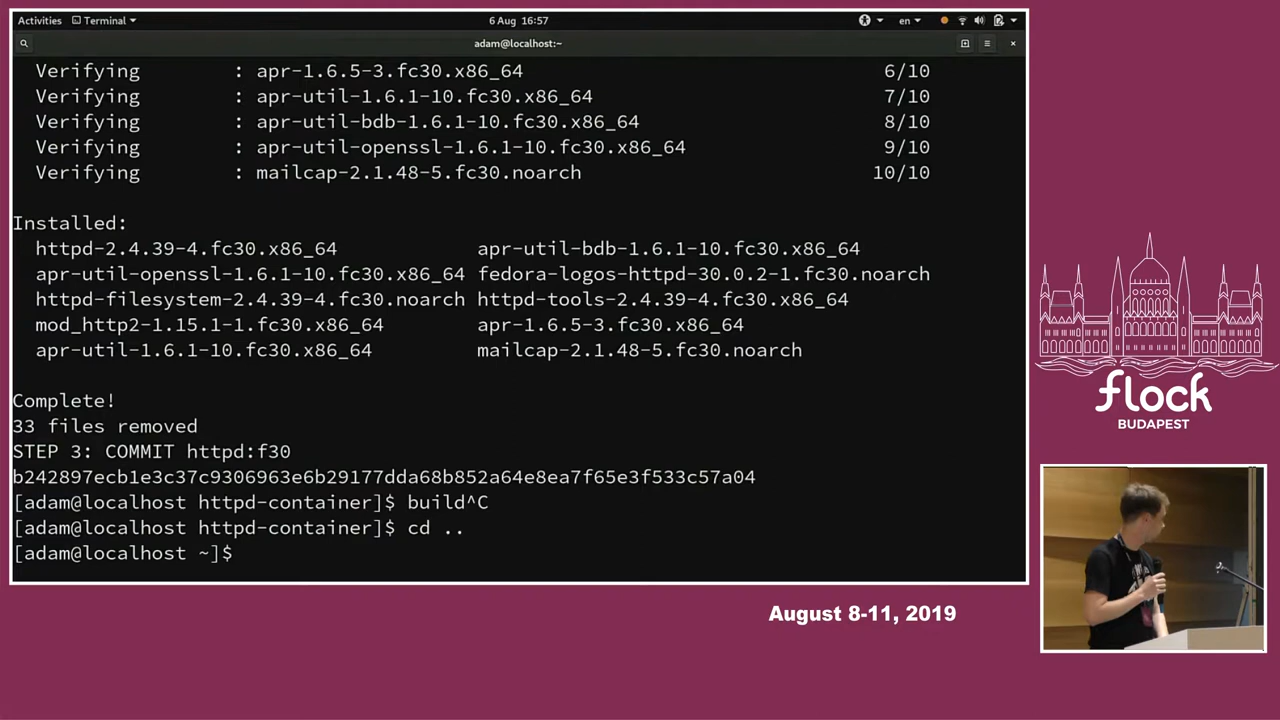 Activities Terminal 6 Aug 16:57 en
adam@localhost:~
Verifying : apr-1.6.5-3.fc30.x86_64 6/10
Verifying : apr-util-1.6.1-10.fc30.x86_64 7/10
Verifying : apr-util-bdb-1.6.1-10.fc30.x86_64 8/10
Verifying : apr-util-openssl-1.6.1-10.fc30.x86_64 9/10
Verifying : mailcap-2.1.48-5.fc30.noarch 10/10
Installed:
httpd-2.4.39-4.fc30.x86_64 apr-util-bdb-1.6.1-10.fc30.x86_64
apr-util-openssl-1.6.1-10.fc30.x86_64 fedora-logos-httpd-30.0.2-1.fc30.noarch
httpd-filesystem-2.4.39-4.fc30.noarch httpd-tools-2.4.39-4.fc30.x86_64
mod_http2-1.15.1-1.fc30.x86_64 apr-1.6.5-3.fc30.x86_64
apr-util-1.6.1-10.fc30.x86_64 mailcap-2.1.48-5.fc30.noarch
Complete!
33 files removed
STEP 3: COMMIT httpd:f30
b242897ecb1e3c37c9306963e6b29177dda68b852a64e8ea7f65e3f533c57a04
[adam@localhost httpd-container]$ build^C
[adam@localhost httpd-container]$ cd ..
[adam@localhost ~]$
flock
BUDAPEST
August 8-11, 2019